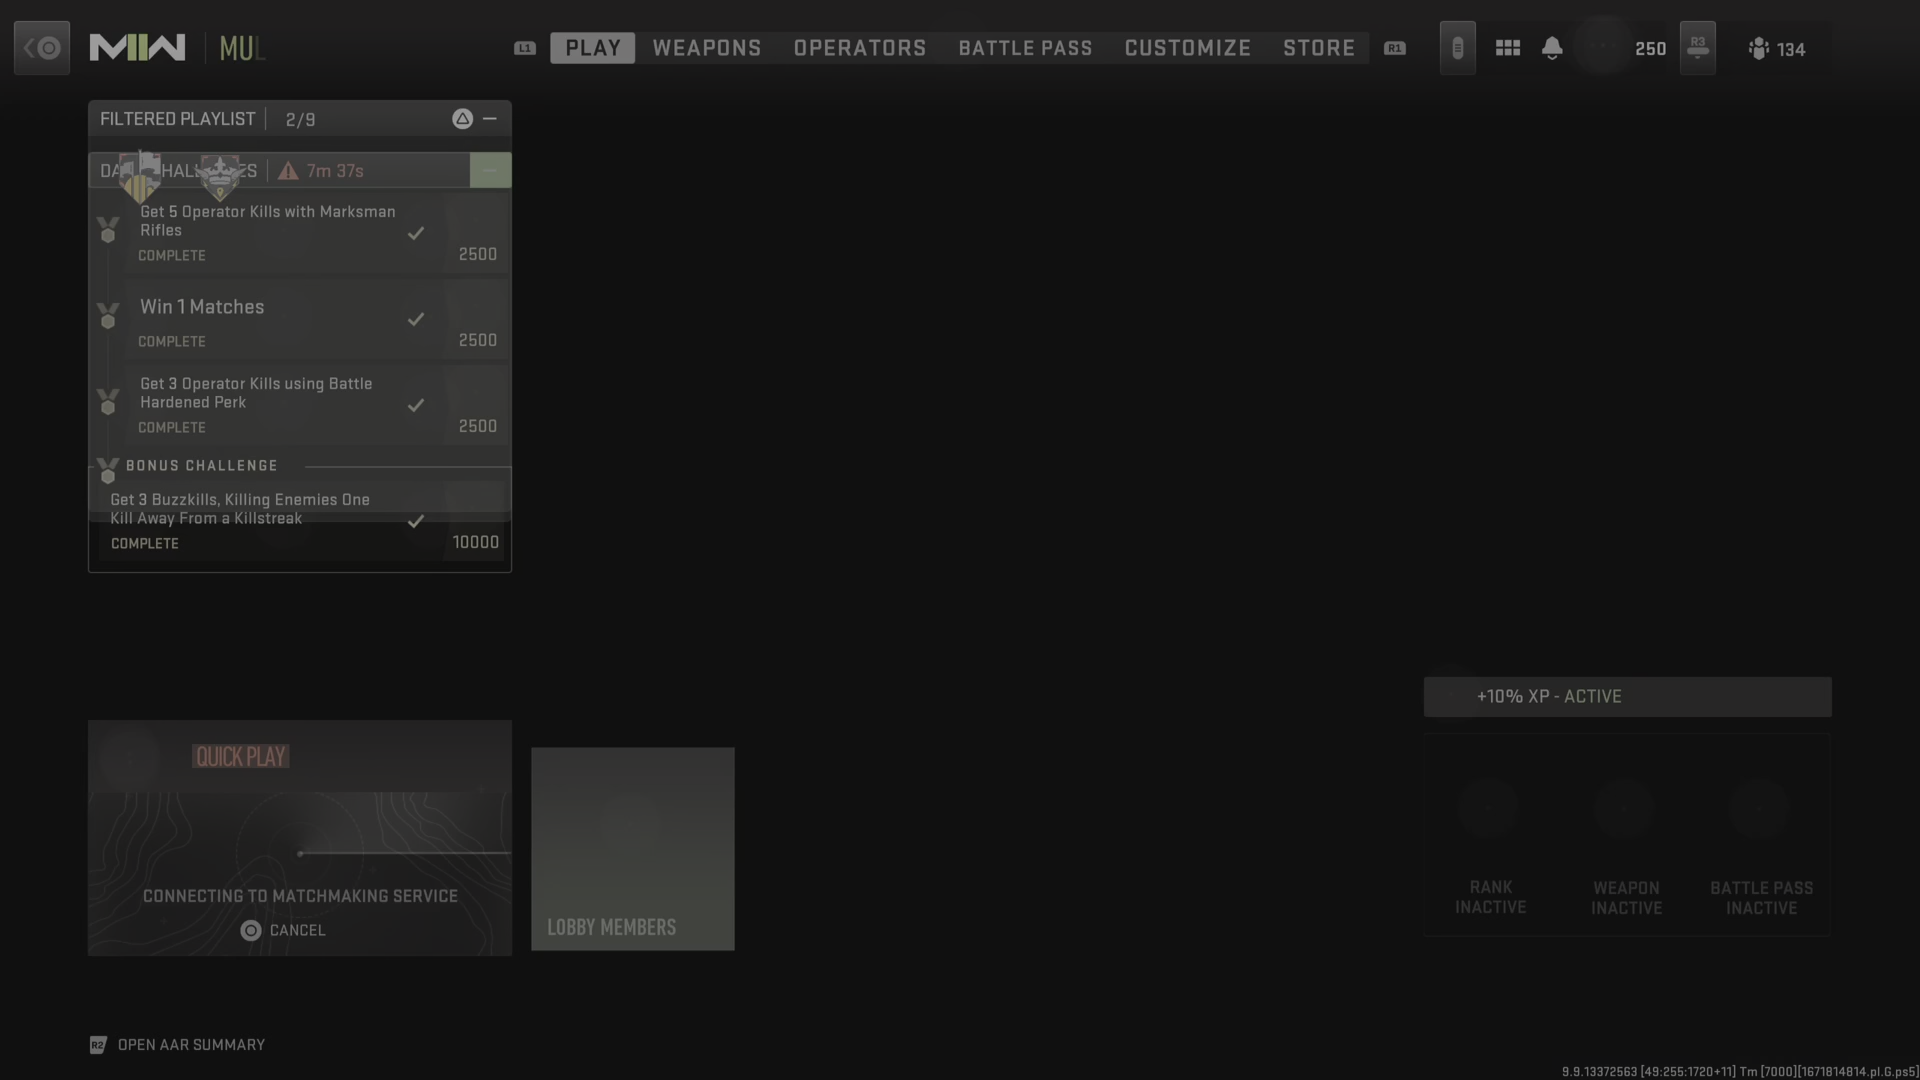 MWII | MUL
L1 PLAY WEAPONS OPERATORS BATTLE PASS CUSTOMIZE STORE R1
250 R3 134
FILTERED PLAYLIST | 2/9
7m 37s
Get 5 Operator Kills with Marksman
Rifles
COMPLETE
2500
Win 1 Matches
COMPLETE
2500
Get 3 Operator Kills using Battle
Hardened Perk
COMPLETE
2500
BONUS CHALLENGE
Get 3 Buzzkills, Killing Enemies One
Kill Away From a Killstreak
COMPLETE
10000
+10% XP - ACTIVE
QUICK PLAY
CONNECTING TO MATCHMAKING SERVICE
CANCEL
LOBBY MEMBERS
RANK
INACTIVE
WEAPON
INACTIVE
BATTLE PASS
INACTIVE
R2 OPEN AAR SUMMARY
9.9.13372563 [49:255:1720+11] Tm [7000][1671814814.pl.G.ps5]